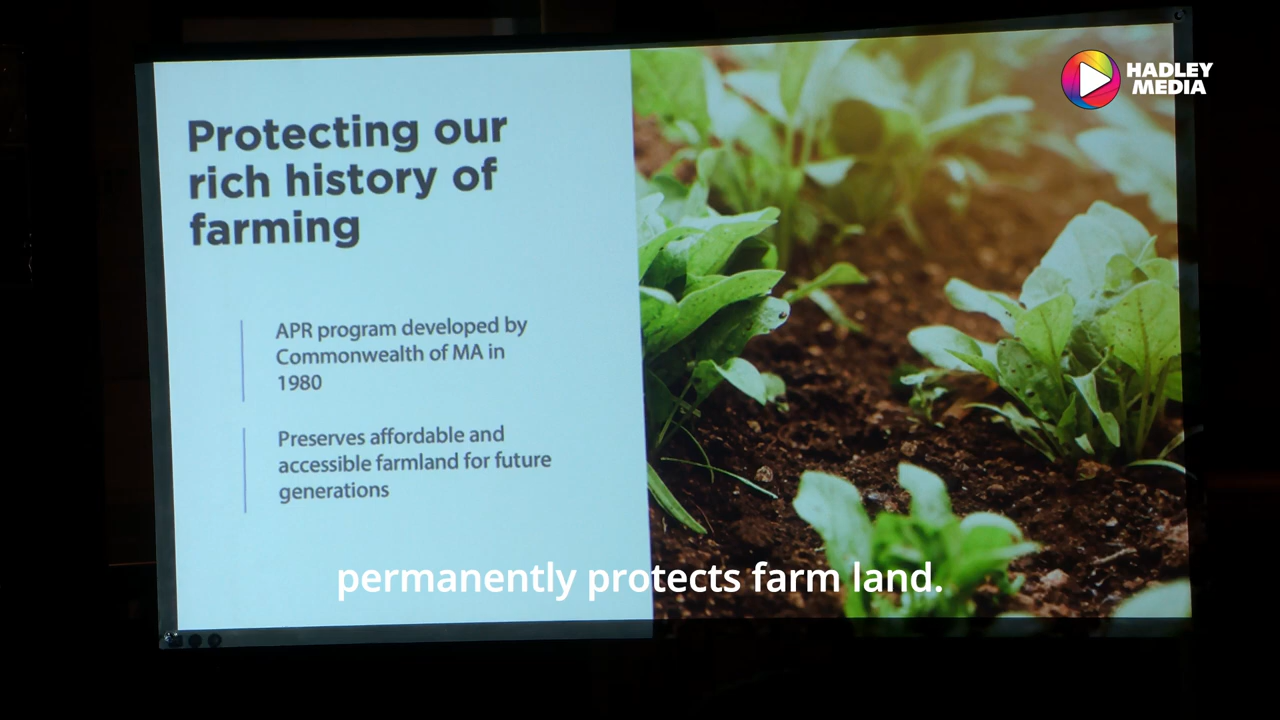 HADLEY
MEDIA
Protecting our
rich history of
farming
APR program developed by
Commonwealth of MA in
1980
Preserves affordable and
accessible farmland for future
generations
permanently protects farm land.